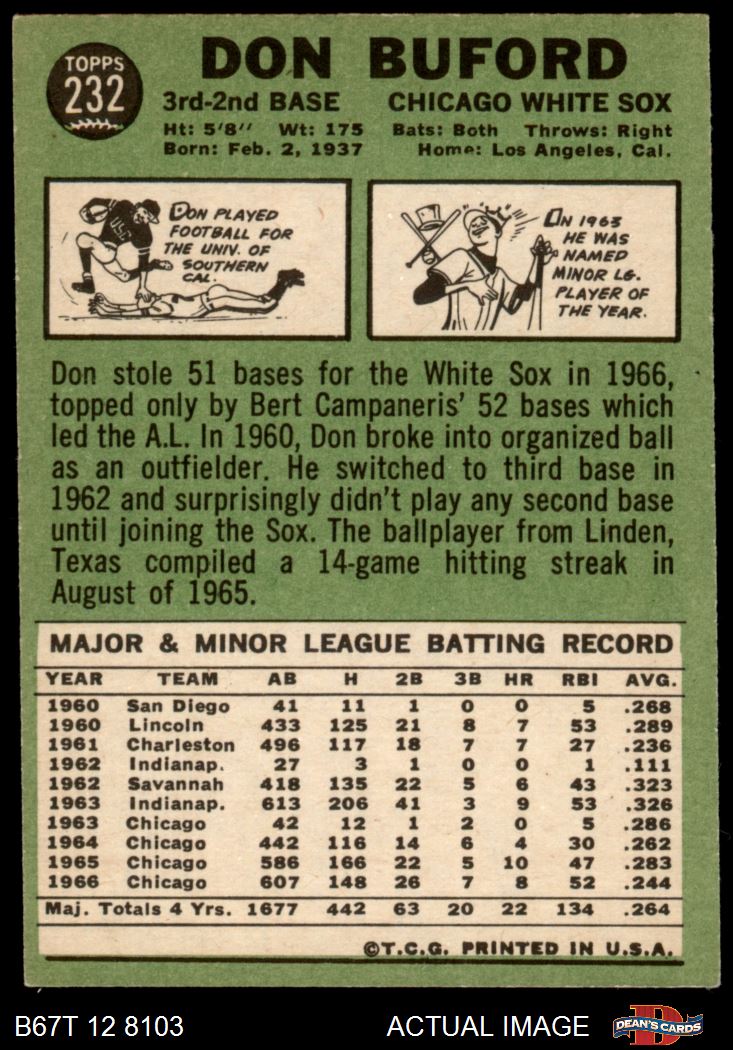 TOPPS
232
DON BUFORD
3rd-2nd BASE CHICAGO WHITE SOX
Ht: 5'8" Wt: 175 Bats: Both Throws: Right
Born: Feb. 2, 1937 Home: Los Angeles, Cal.
DON PLAYED
FOOTBALL FOR
THE UNIV. OF
SOUTHERN
CAL.
IN 1963
HE WAS
NAMED
MINOR LG.
PLAYER OF
THE YEAR.
Don stole 51 bases for the White Sox in 1966,
topped only by Bert Campaneris' 52 bases which
led the A.L. In 1960, Don broke into organized ball
as an outfielder. He switched to third base in
1962 and surprisingly didn't play any second base
until joining the Sox. The ballplayer from Linden,
Texas compiled a 14-game hitting streak in
August of 1965.
MAJOR & MINOR LEAGUE BATTING RECORD
YEAR TEAM AB H 2B 3B HR RBI AVG.
1960 San Diego 41 11 1 0 0 5 .268
1960 Lincoln 433 125 21 8 7 53 .289
1961 Charleston 496 117 18 7 7 27 .236
1962 Indianap. 27 3 1 0 0 1 .111
1962 Savannah 418 135 22 5 6 43 .323
1963 Indianap. 613 206 41 3 9 53 .326
1963 Chicago 42 12 1 2 0 5 .286
1964 Chicago 442 116 14 6 4 30 .262
1965 Chicago 586 166 22 5 10 47 .283
1966 Chicago 607 148 26 7 8 52 .244
Maj. Totals 4 Yrs. 1677 442 63 20 22 134 .264
©T.C.G. PRINTED IN U.S.A.
B67T 12 8103 ACTUAL IMAGE DEAN'S CARDS